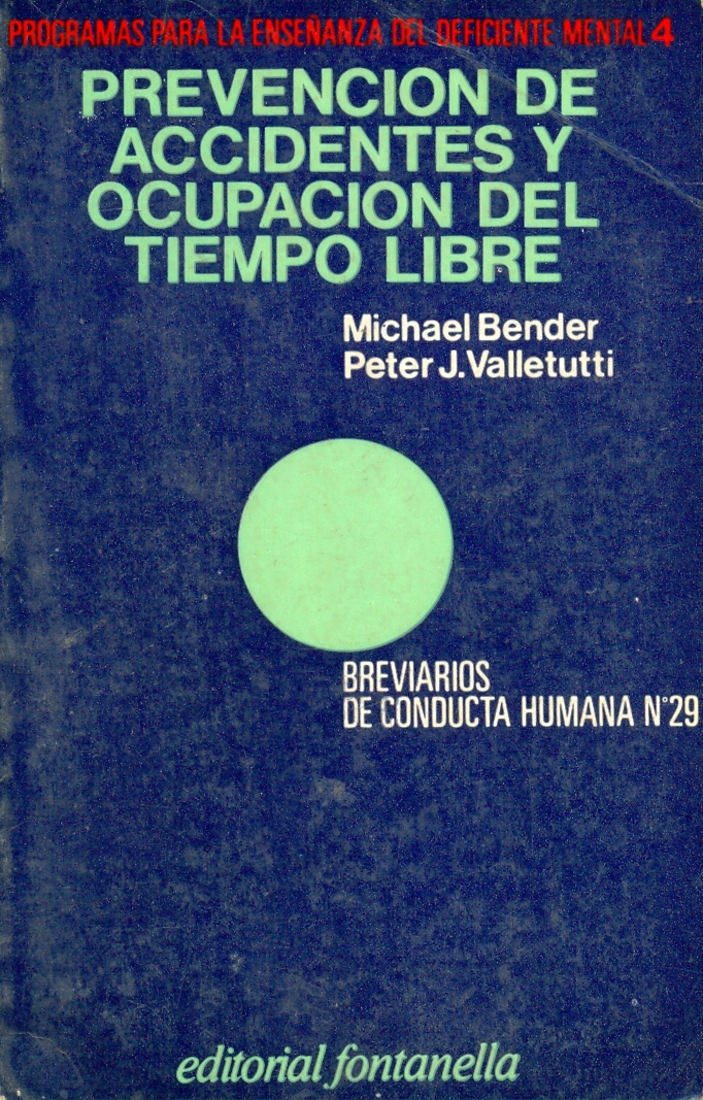 PROGRAMAS PARA LA ENSEÑANZA DEL DEFICIENTE MENTAL 4
PREVENCION DE
ACCIDENTES Y
OCUPACION DEL
TIEMPO LIBRE
Michael Bender
Peter J. Valletutti
BREVIARIOS
DE CONDUCTA HUMANA N° 29
editorial fontanella